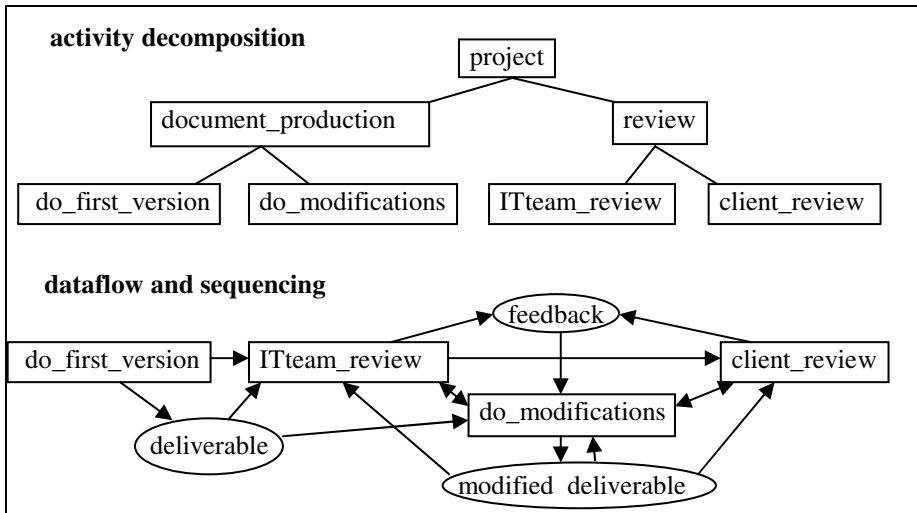 activity decomposition
project
document_production
review
do_first_version
do_modifications
ITteam_review
client_review
dataflow and sequencing
feedback
do_first_version
ITteam_review
client_review
do_modifications
deliverable
modified deliverable